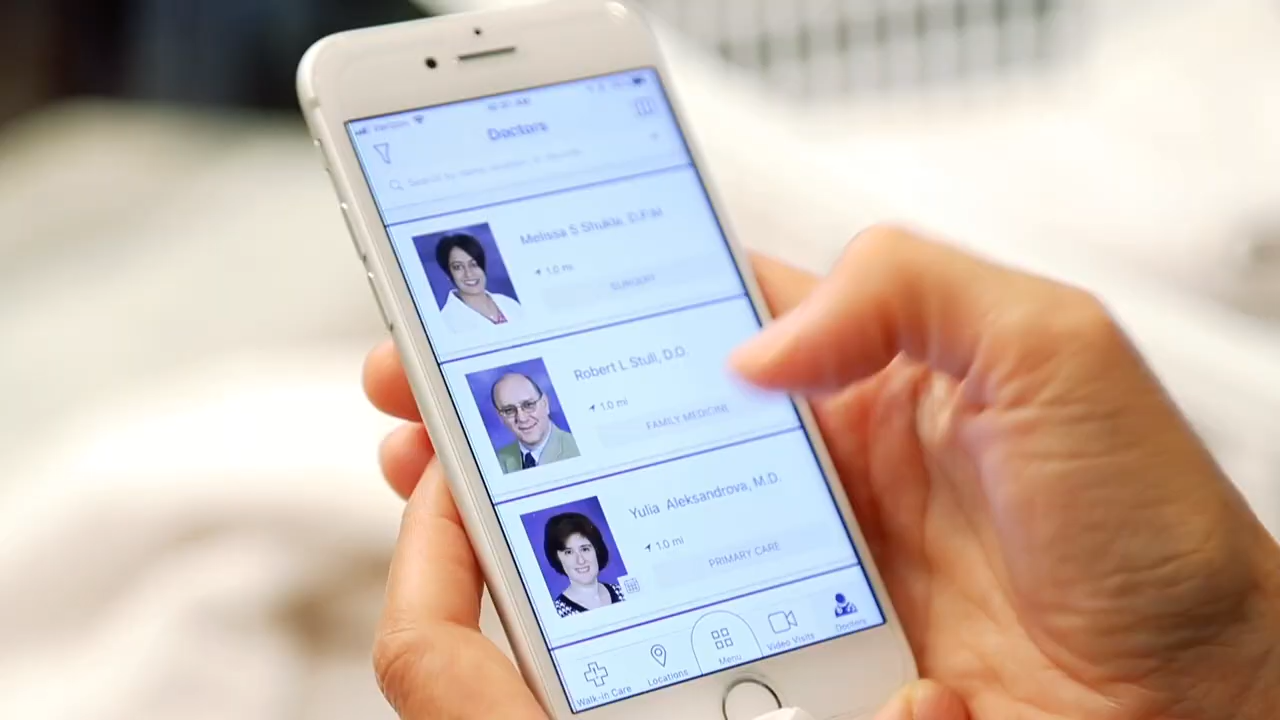 Verizon
Doctors
Melissa S Shukla, D.P.M
1.0 mi
SURGERY
Robert L Stull, D.O.
1.0 mi
FAMILY MEDICINE
Yulia Aleksandrova, M.D.
1.0 mi
PRIMARY CARE
Walk-in Care
Locations
Menu
Video Visits
Doctors